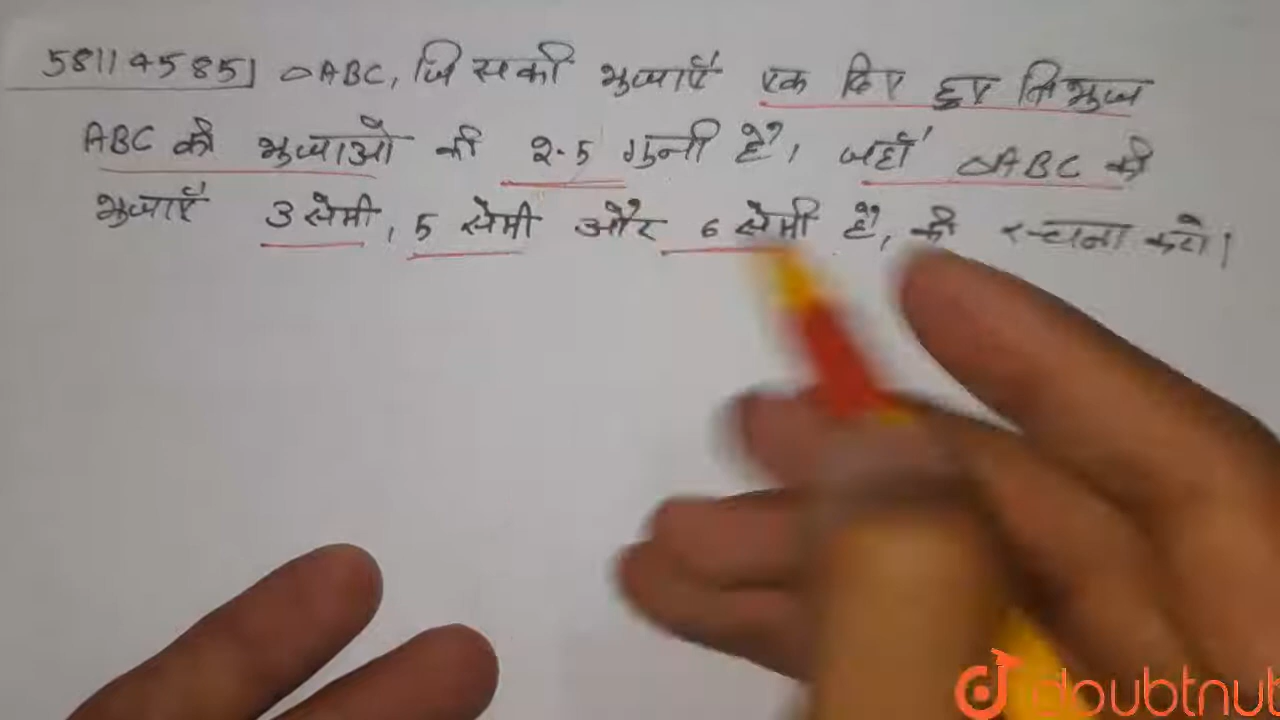 58114585] △ABC, जिसकी भुजाएँ एक दिए हुए त्रिभुज
ABC की भुजाओ की 2.5 गुनी हैं, जहाँ △ABC की
भुजाएँ 3 सेमी, 5 सेमी और 6 सेमी हैं, की रचना करो।
doubtnut